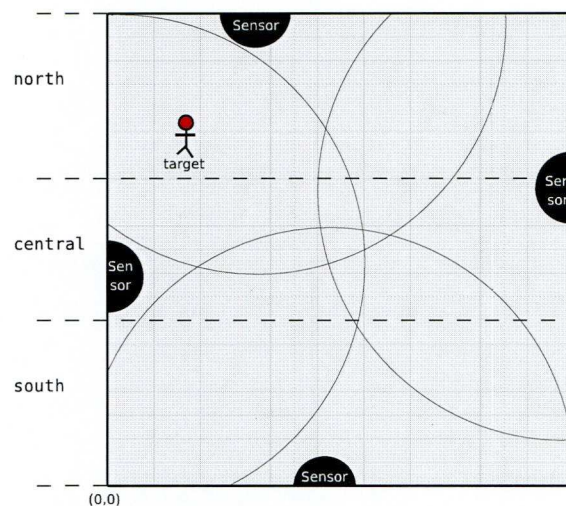 Sensor
north
target
Sen
sor
central
Sen
sor
south
Sensor
(0,0)